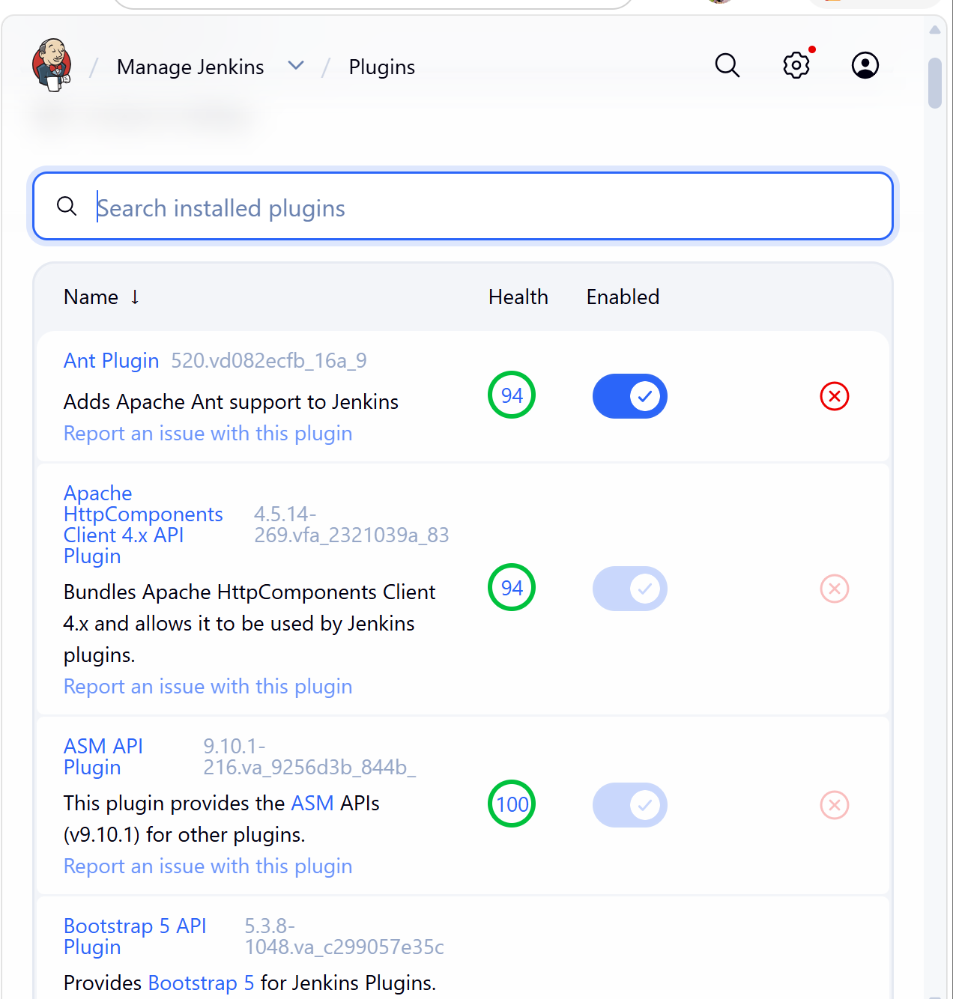 / Manage Jenkins / Plugins
Search installed plugins
Name ↓ Health Enabled
Ant Plugin 520.vd082ecfb_16a_9
Adds Apache Ant support to Jenkins
Report an issue with this plugin
94
Apache
HttpComponents
Client 4.x API
Plugin
4.5.14-
269.vfa_2321039a_83
Bundles Apache HttpComponents Client
4.x and allows it to be used by Jenkins
plugins.
Report an issue with this plugin
94
ASM API
Plugin
9.10.1-
216.va_9256d3b_844b_
This plugin provides the ASM APIs
(v9.10.1) for other plugins.
Report an issue with this plugin
100
Bootstrap 5 API
Plugin
5.3.8-
1048.va_c299057e35c
Provides Bootstrap 5 for Jenkins Plugins.